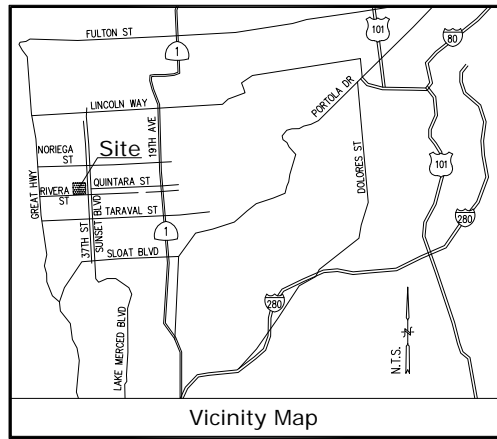 FULTON ST
1
101
80
LINCOLN WAY
PORTOLA DR
19TH AVE
NORIEGA
ST
Site
DOLORES ST
101
GREAT HWY
RIVERA
ST
QUINTARA ST
SUNSET BLVD
37TH ST
TARAVAL ST
280
1
SLOAT BLVD
280
LAKE MERCED BLVD
N
N.T.S.
Vicinity Map